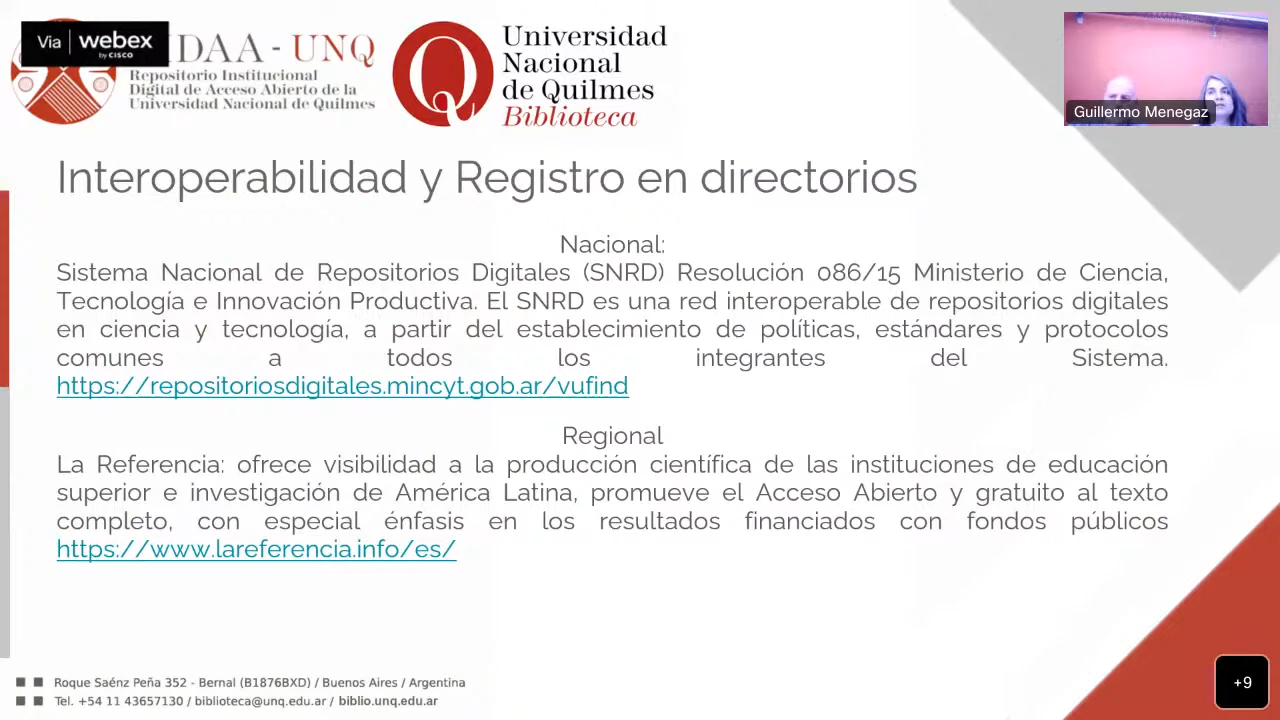 Via webex
by CISCO
DAA - UNQ
Repositorio Institucional
Digital de Acceso Abierto de la
Universidad Nacional de Quilmes
Universidad
Nacional
de Quilmes
Biblioteca
Guillermo Menegaz
Interoperabilidad y Registro en directorios
Nacional:
Sistema Nacional de Repositorios Digitales (SNRD) Resolución 086/15 Ministerio de Ciencia,
Tecnología e Innovación Productiva. El SNRD es una red interoperable de repositorios digitales
en ciencia y tecnología, a partir del establecimiento de políticas, estándares y protocolos
comunes a todos los integrantes del Sistema.
https://repositoriosdigitales.mincyt.gob.ar/vufind
Regional
La Referencia: ofrece visibilidad a la producción científica de las instituciones de educación
superior e investigación de América Latina, promueve el Acceso Abierto y gratuito al texto
completo, con especial énfasis en los resultados financiados con fondos públicos
https://www.lareferencia.info/es/
Roque Saénz Peña 352 - Bernal (B1876BXD) / Buenos Aires / Argentina
Tel. +54 11 43657130 / biblioteca@unq.edu.ar / biblio.unq.edu.ar
+9